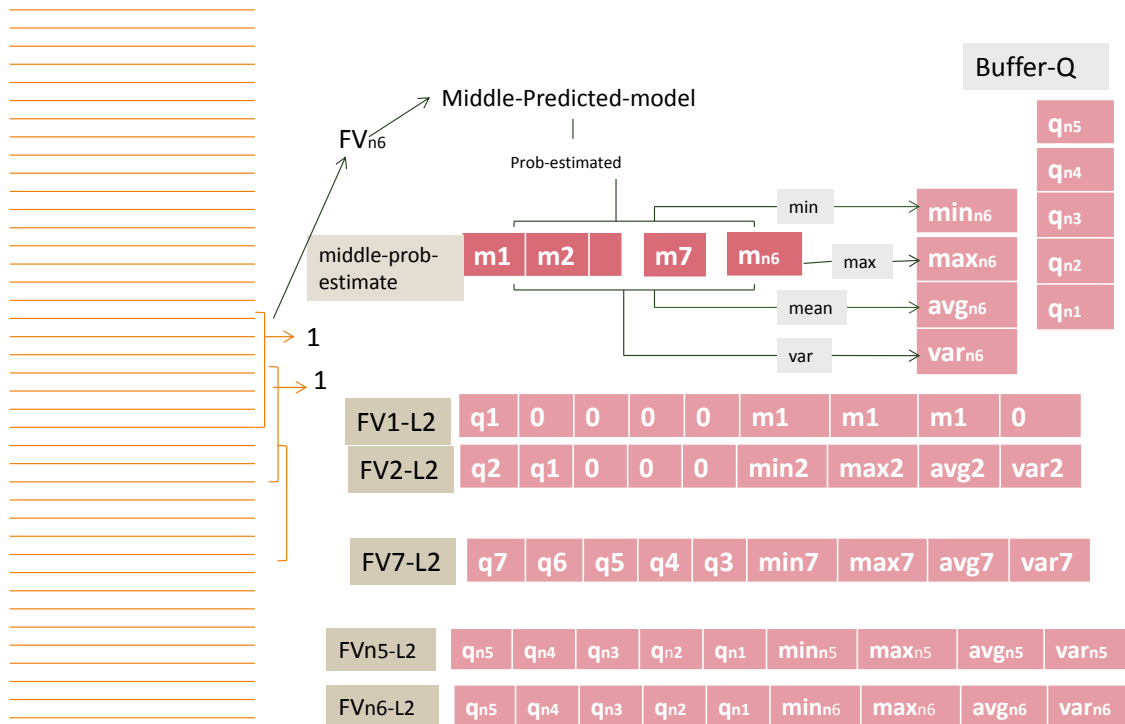 Buffer-Q
Middle-Predicted-model
qn5
FVn6
Prob-estimated
qn4
min
minn6
qn3
middle-prob-
estimate
m1 m2 m7 mn6
max
maxn6
qn2
mean
avgn6
qn1
1
var
varn6
1
FV1-L2 q1 0 0 0 0 m1 m1 m1 0
FV2-L2 q2 q1 0 0 0 min2 max2 avg2 var2
FV7-L2 q7 q6 q5 q4 q3 min7 max7 avg7 var7
FVn5-L2 qn5 qn4 qn3 qn2 qn1 minn5 maxn5 avgn5 varn5
FVn6-L2 qn5 qn4 qn3 qn2 qn1 minn6 maxn6 avgn6 varn6